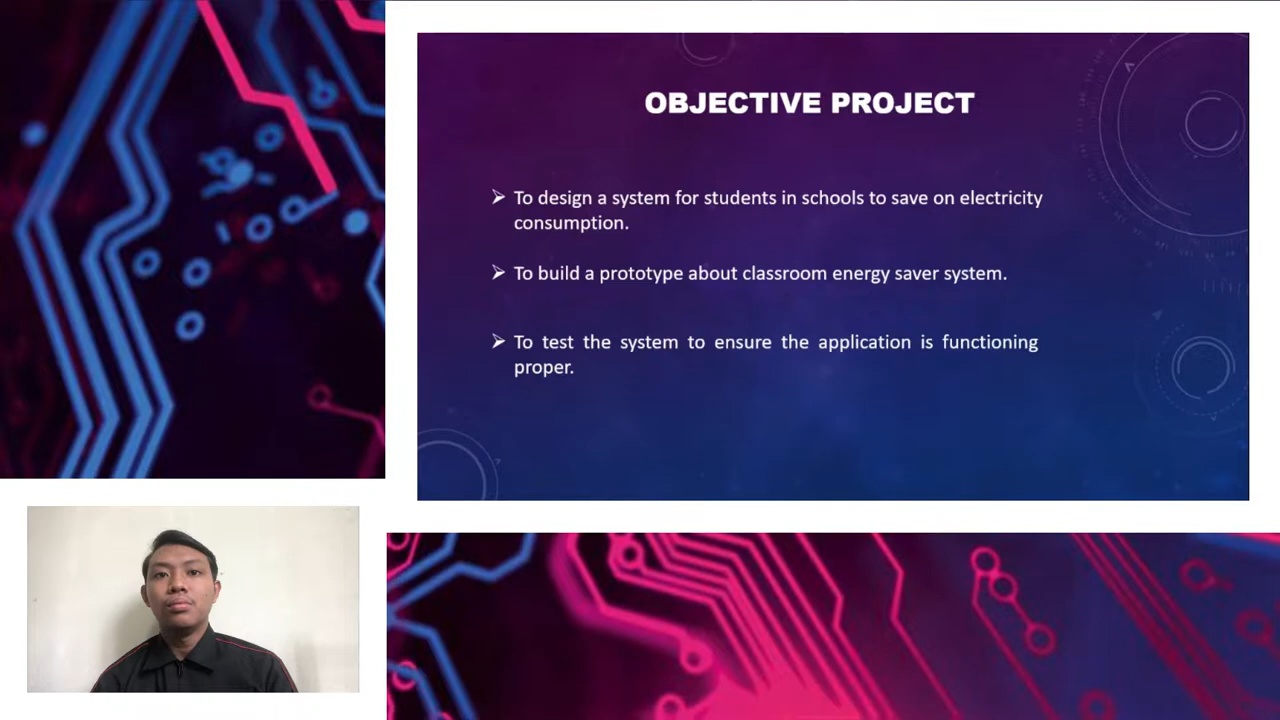 OBJECTIVE PROJECT
➢ To design a system for students in schools to save on electricity
consumption.
➢ To build a prototype about classroom energy saver system.
➢ To test the system to ensure the application is functioning
proper.